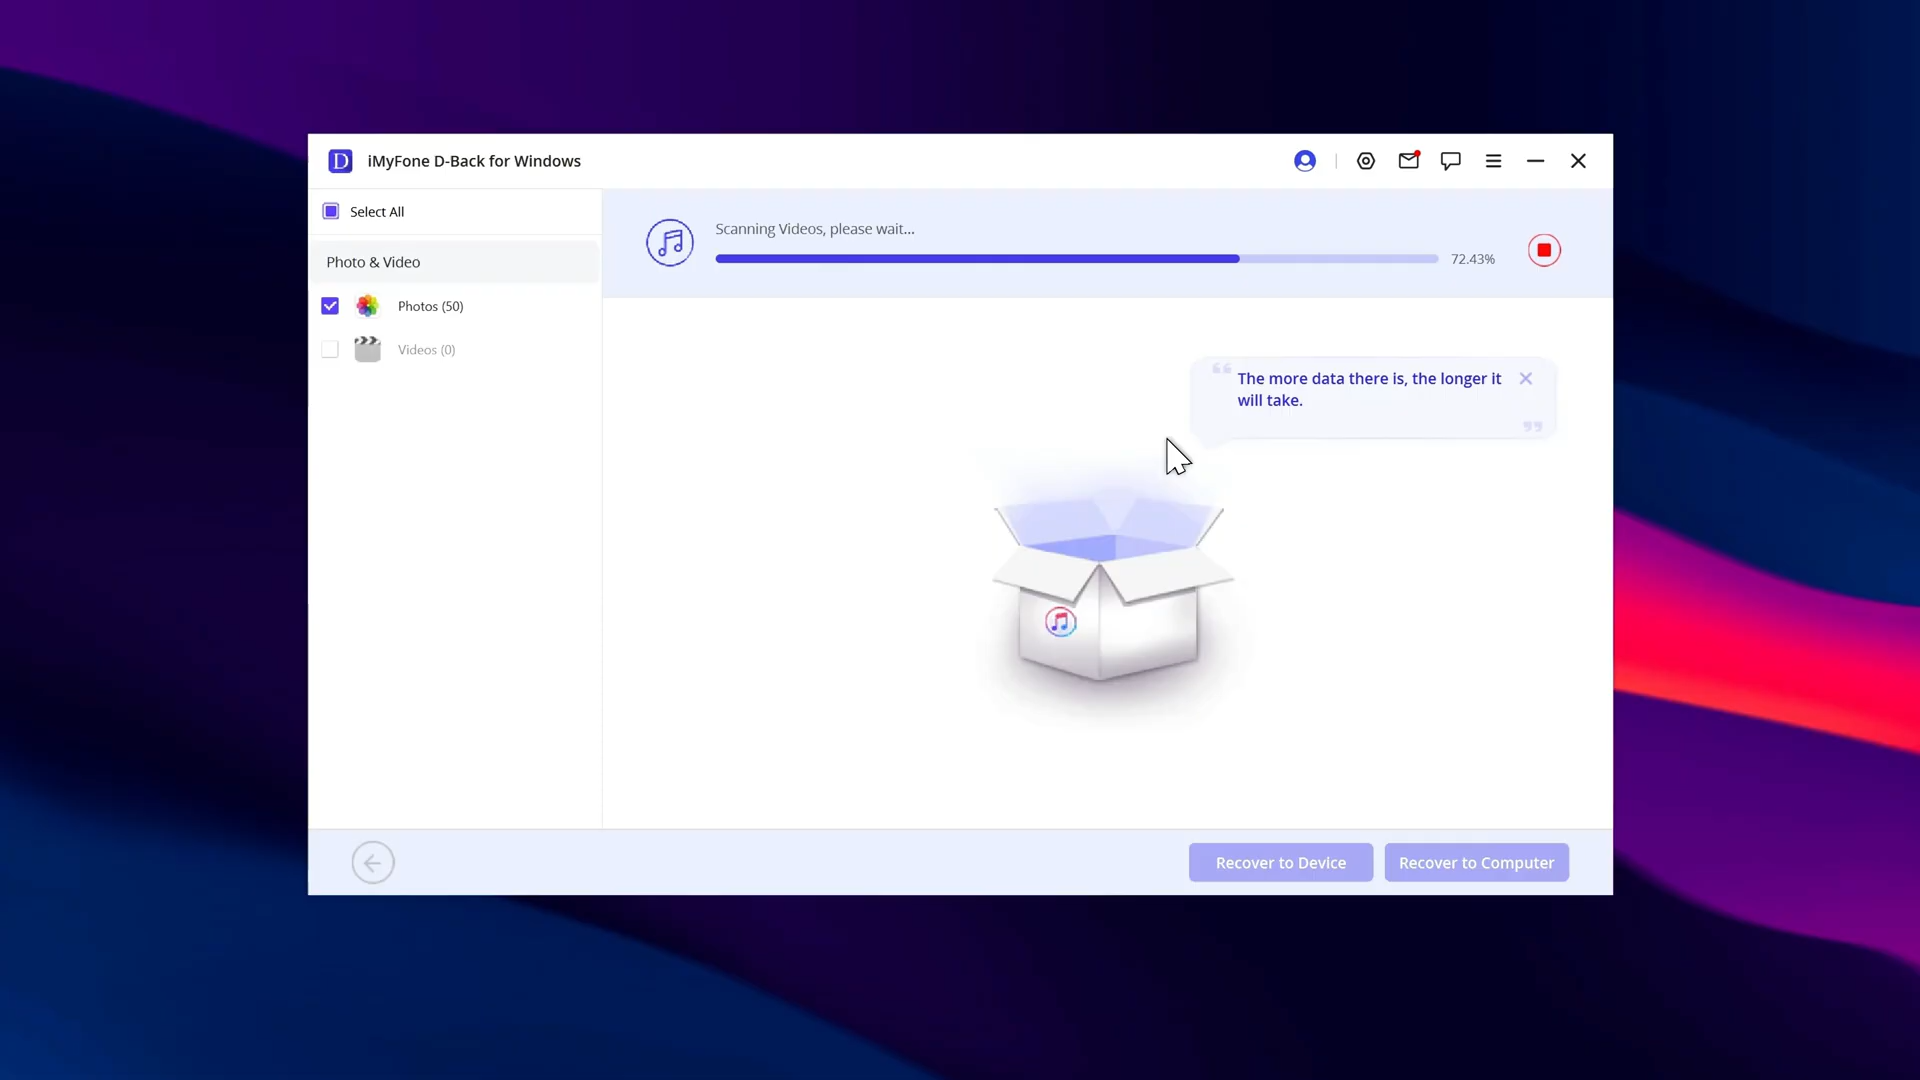 D iMyFone D-Back for Windows
Select All
Photo & Video
Photos (50)
Videos (0)
Scanning Videos, please wait...
72.43%
“ The more data there is, the longer it
will take. ”
Recover to Device
Recover to Computer